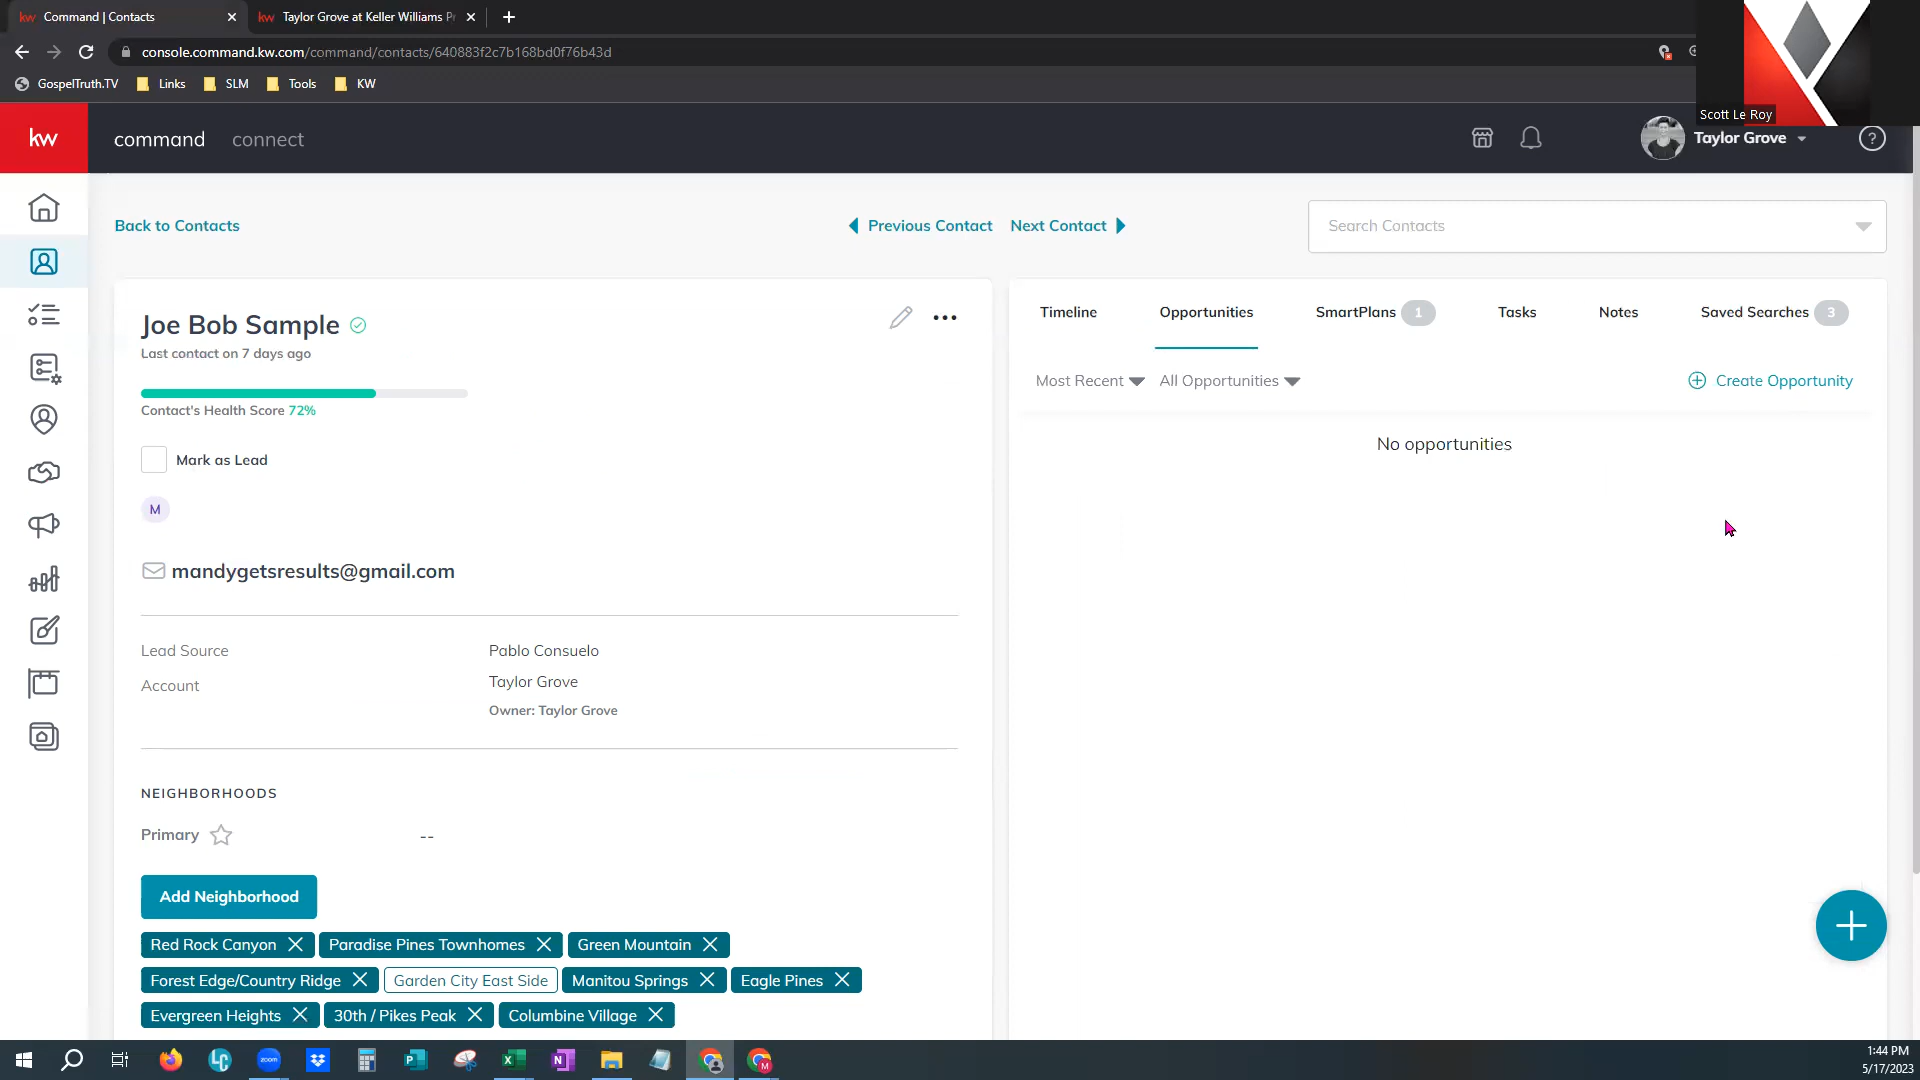 kw Command | Contacts
kw Taylor Grove at Keller Williams Pr
console.command.kw.com/command/contacts/640883f2c7b168bd0f76b43d
GospelTruth.TV Links SLM Tools KW
Scott Le Roy
kw command connect Taylor Grove ?
Back to Contacts Previous Contact Next Contact Search Contacts
Joe Bob Sample
Last contact on 7 days ago
Contact's Health Score 72%
Mark as Lead
M
mandygetsresults@gmail.com
Lead Source Pablo Consuelo
Account Taylor Grove
Owner: Taylor Grove
NEIGHBORHOODS
Primary --
Add Neighborhood
Red Rock Canyon Paradise Pines Townhomes Green Mountain
Forest Edge/Country Ridge Garden City East Side Manitou Springs Eagle Pines
Evergreen Heights 30th / Pikes Peak Columbine Village
Timeline Opportunities SmartPlans 1 Tasks Notes Saved Searches 3
Most Recent All Opportunities Create Opportunity
No opportunities
LC zoom P X N M
1:44 PM
5/17/2023